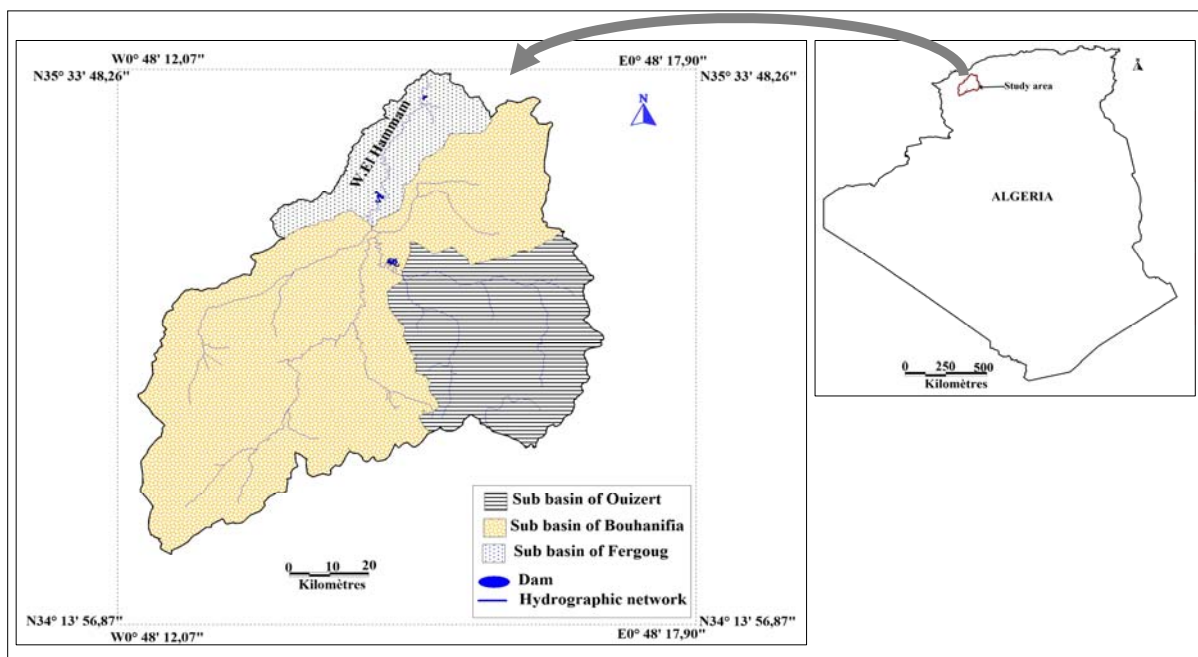 W0° 48' 12,07"
E0° 48' 17,90"
N35° 33' 48,26"
N35° 33' 48,26"
N
W.El Hammam
Sub basin of Ouizert
Sub basin of Bouhanifia
Sub basin of Fergoug
Dam
Hydrographic network
0 10 20
Kilomètres
N34° 13' 56,87"
N34° 13' 56,87"
W0° 48' 12,07"
E0° 48' 17,90"
Å
Study area
ALGERIA
0 250 500
Kilomètres